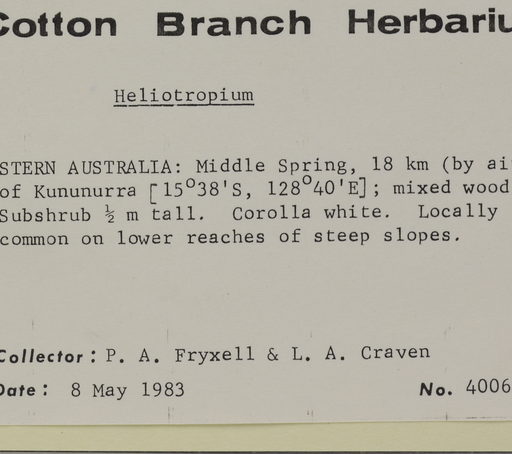 Cotton Branch Herbariu
Heliotropium
STERN AUSTRALIA: Middle Spring, 18 km (by ai
of Kununurra [15°38'S, 128°40'E]; mixed wood
Subshrub ½ m tall. Corolla white. Locally
common on lower reaches of steep slopes.
Collector: P. A. Fryxell & L. A. Craven
Date: 8 May 1983 No. 4006